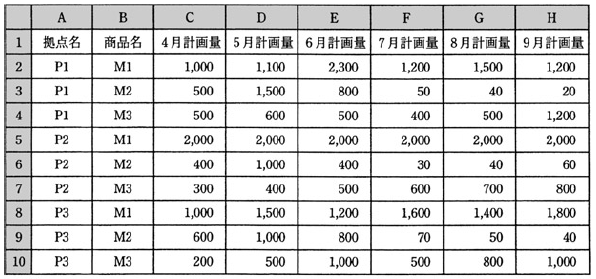 A B C D E F G H
1 拠点名 商品名 4月計画量 5月計画量 6月計画量 7月計画量 8月計画量 9月計画量
2 P1 M1 1,000 1,100 2,300 1,200 1,500 1,200
3 P1 M2 500 1,500 800 50 40 20
4 P1 M3 500 600 500 400 500 1,200
5 P2 M1 2,000 2,000 2,000 2,000 2,000 2,000
6 P2 M2 400 1,000 400 30 40 60
7 P2 M3 300 400 500 600 700 800
8 P3 M1 1,000 1,500 1,200 1,600 1,400 1,800
9 P3 M2 600 1,000 800 70 50 40
10 P3 M3 200 500 1,000 500 800 1,000